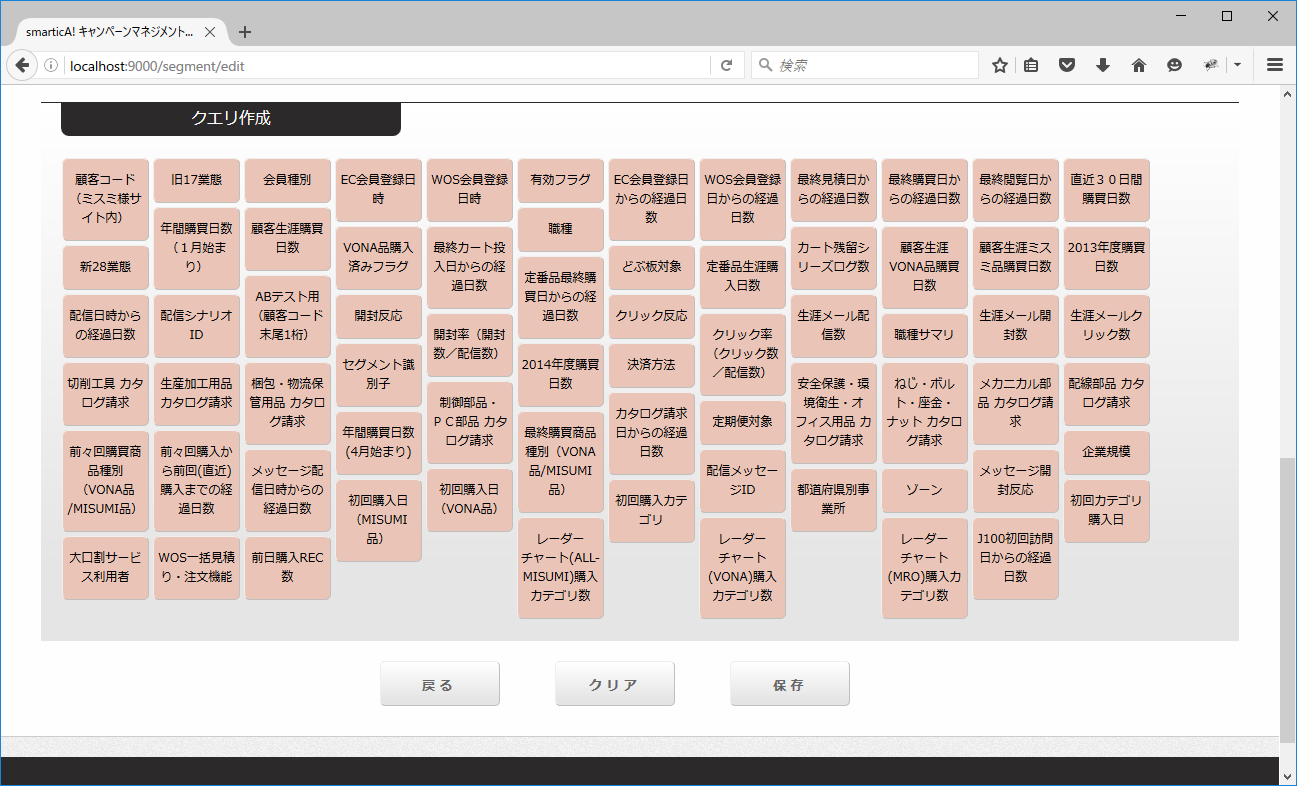 smarticA! キャンペーンマネジメント...
localhost:9000/segment/edit
検索
クエリ作成
顧客コード
（ミスミ様サ
イト内）
新28業態
配信日時から
の経過日数
切削工具 カタ
ログ請求
前々回購買商
品種別
（VONA品
/MISUMI品）
大口割サービ
ス利用者
旧17業態
年間購買日数
（１月始ま
り）
配信シナリオ
ID
生産加工用品
カタログ請求
前々回購入か
ら前回(直近)
購入までの経
過日数
WOS一括見積
り・注文機能
会員種別
顧客生涯購買
日数
ABテスト用
（顧客コード
末尾1桁）
梱包・物流保
管用品 カタロ
グ請求
メッセージ配
信日時からの
経過日数
前日購入REC
数
EC会員登録日
時
VONA品購入
済みフラグ
開封反応
セグメント識
別子
年間購買日数
(4月始まり)
初回購入日
（MISUMI
品）
WOS会員登録
日時
最終カート投
入日からの経
過日数
開封率（開封
数／配信数）
制御部品・
ＰＣ部品 カタ
ログ請求
初回購入日
（VONA品）
有効フラグ
職種
定番品最終購
買日からの経
過日数
2014年度購買
日数
最終購買商品
種別（VONA
品/MISUMI
品）
レーダー
チャート(ALL-
MISUMI)購入
カテゴリ数
EC会員登録日
からの経過日
数
どぶ板対象
クリック反応
決済方法
カタログ請求
日からの経過
日数
初回購入カテ
ゴリ
WOS会員登録
日からの経過
日数
定番品生涯購
入日数
クリック率
（クリック数
／配信数）
定期便対象
配信メッセー
ジID
レーダー
チャート
(VONA)購入
カテゴリ数
最終見積日か
らの経過日数
カート残留シ
リーズログ数
生涯メール配
信数
安全保護・環
境衛生・オ
フィス用品 カ
タログ請求
都道府県別事
業所
最終購買日か
らの経過日数
顧客生涯
VONA品購買
日数
職種サマリ
ねじ・ボル
ト・座金・
ナット カタロ
グ請求
ゾーン
レーダー
チャート
(MRO)購入カ
テゴリ数
最終閲覧日か
らの経過日数
顧客生涯ミス
ミ品購買日数
生涯メール開
封数
メカニカル部
品 カタログ請
求
メッセージ開
封反応
J100初回訪問
日からの経過
日数
直近３０日間
購買日数
2013年度購買
日数
生涯メールク
リック数
配線部品 カタ
ログ請求
企業規模
初回カテゴリ
購入日
戻る
クリア
保存